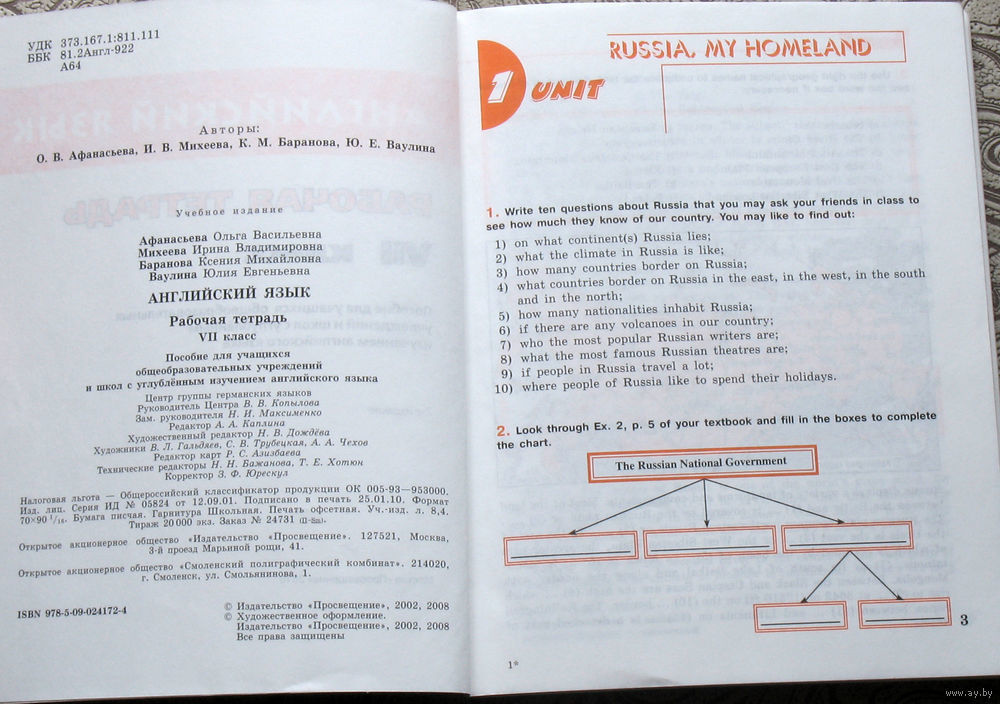 УДК 373.167.1:811.111
ББК 81.2Англ-922
А64
Авторы:
О. В. Афанасьева, И. В. Михеева, К. М. Баранова, Ю. Е. Ваулина
Учебное издание
Афанасьева Ольга Васильевна
Михеева Ирина Владимировна
Баранова Ксения Михайловна
Ваулина Юлия Евгеньевна
АНГЛИЙСКИЙ ЯЗЫК
Рабочая тетрадь
VII класс
Пособие для учащихся
общеобразовательных учреждений
и школ с углублённым изучением английского языка
Центр группы германских языков
Руководитель Центра В. В. Копылова
Зам. руководителя Н. И. Максименко
Редактор А. А. Каплина
Художественный редактор Н. В. Дождёва
Художники В. Л. Гальдяев, С. В. Трубецкая, А. А. Чехов
Редактор карт Р. С. Азизбаева
Технические редакторы Н. Н. Бажанова, Т. Е. Хотюн
Корректор З. Ф. Юрескул
Налоговая льгота — Общероссийский классификатор продукции ОК 005-93—953000.
Изд. лиц. Серия ИД № 05824 от 12.09.01. Подписано в печать 25.01.10. Формат
70×90 1/16. Бумага писчая. Гарнитура Школьная. Печать офсетная. Уч.-изд. л. 8,4.
Тираж 20 000 экз. Заказ № 24731 (п-sm).
Открытое акционерное общество «Издательство «Просвещение». 127521, Москва,
3-й проезд Марьиной рощи, 41.
Открытое акционерное общество «Смоленский полиграфический комбинат». 214020,
г. Смоленск, ул. Смольянинова, 1.
ISBN 978-5-09-024172-4
© Издательство «Просвещение», 2002, 2008
© Художественное оформление.
Издательство «Просвещение», 2002, 2008
Все права защищены
1 UNIT
RUSSIA, MY HOMELAND
1. Write ten questions about Russia that you may ask your friends in class to
see how much they know of our country. You may like to find out:
1) on what continent(s) Russia lies;
2) what the climate in Russia is like;
3) how many countries border on Russia;
4) what countries border on Russia in the east, in the west, in the south
and in the north;
5) how many nationalities inhabit Russia;
6) if there are any volcanoes in our country;
7) who the most popular Russian writers are;
8) what the most famous Russian theatres are;
9) if people in Russia travel a lot;
10) where people of Russia like to spend their holidays.
2. Look through Ex. 2, p. 5 of your textbook and fill in the boxes to complete
the chart.
The Russian National Government
3
1*
www.ay.by